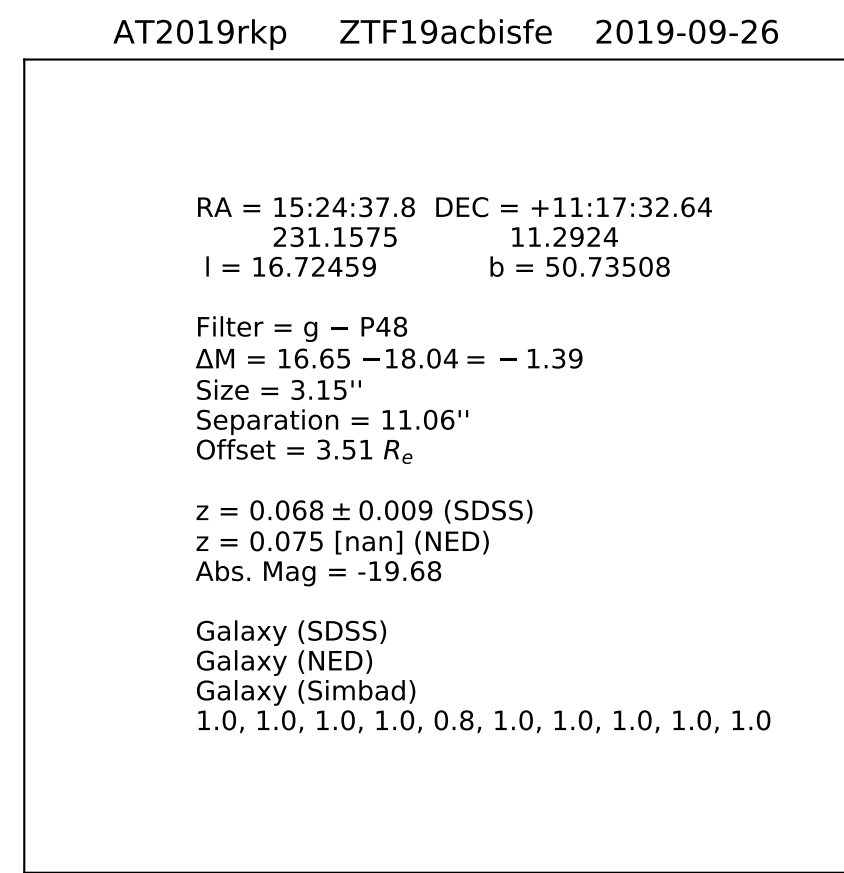 AT2019rkp ZTF19acbisfe 2019-09-26
RA = 15:24:37.8 DEC = +11:17:32.64
231.1575 11.2924
l = 16.72459 b = 50.73508
Filter = g − P48
ΔM = 16.65 −18.04 = − 1.39
Size = 3.15''
Separation = 11.06''
Offset = 3.51 Re
z = 0.068 ± 0.009 (SDSS)
z = 0.075 [nan] (NED)
Abs. Mag = -19.68
Galaxy (SDSS)
Galaxy (NED)
Galaxy (Simbad)
1.0, 1.0, 1.0, 1.0, 0.8, 1.0, 1.0, 1.0, 1.0, 1.0